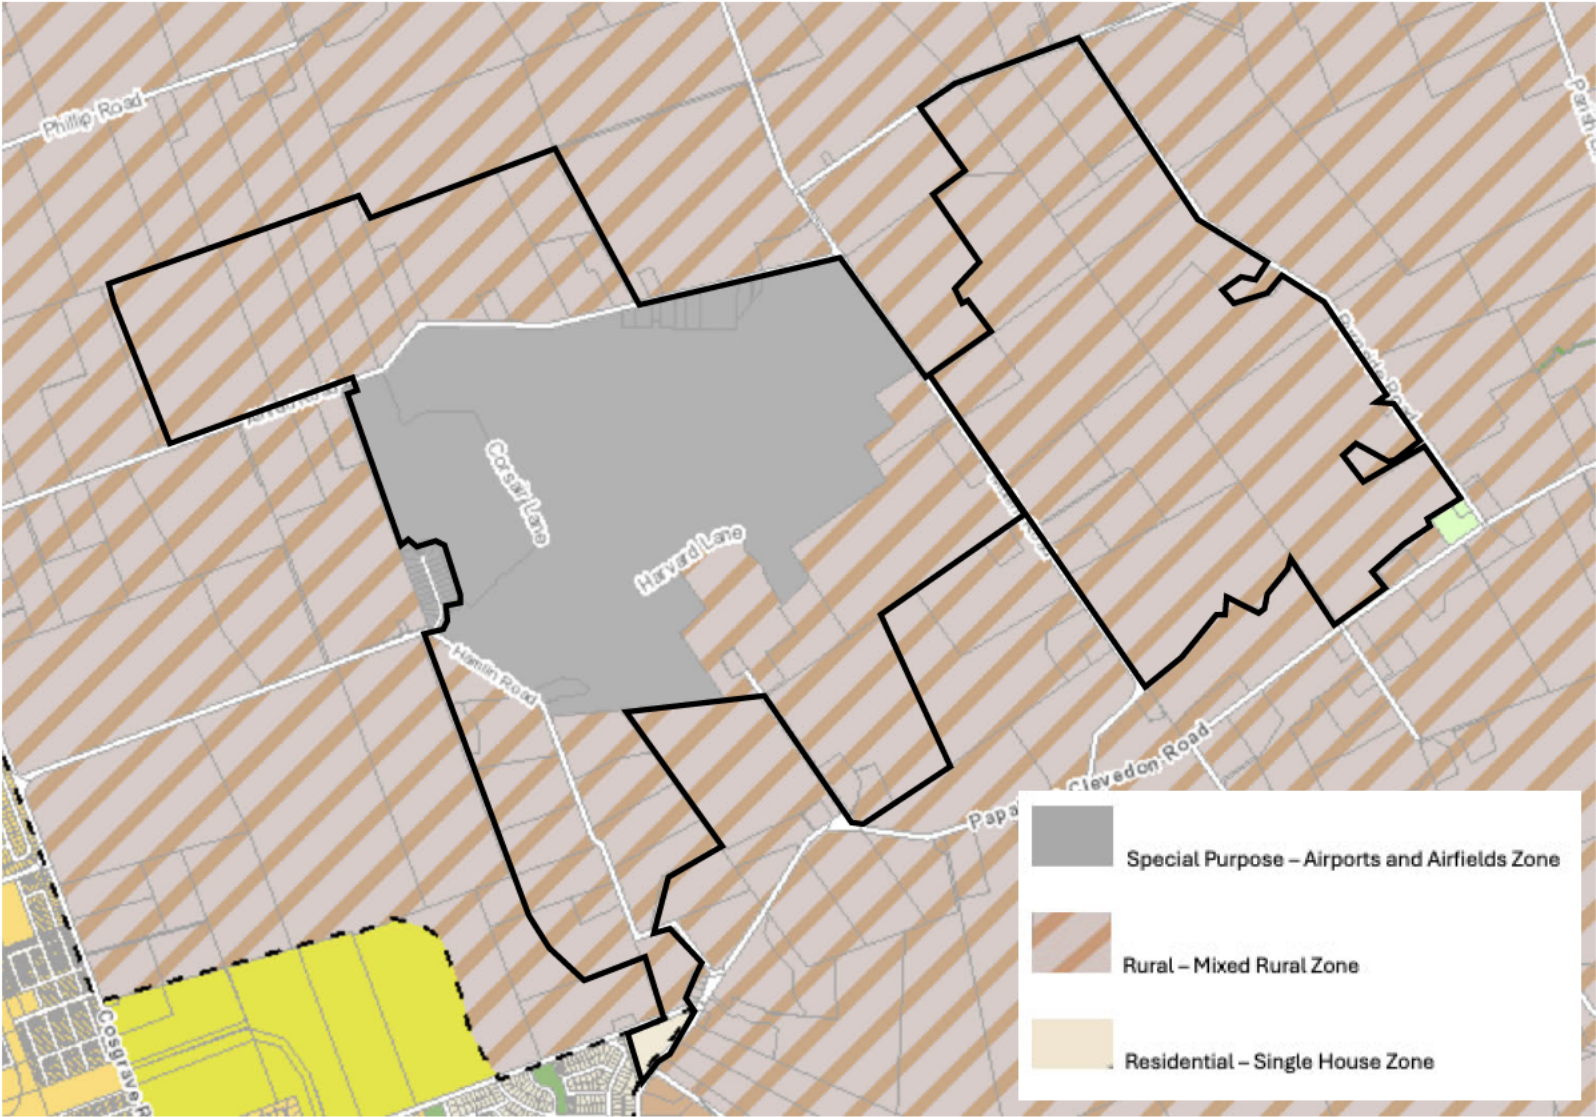 Phillip Road
Corsair Lane
Harvard Lane
Hamlin Road
Road
Clevedon Road
Cosgrave R
Special Purpose – Airports and Airfields Zone
Rural – Mixed Rural Zone
Residential – Single House Zone